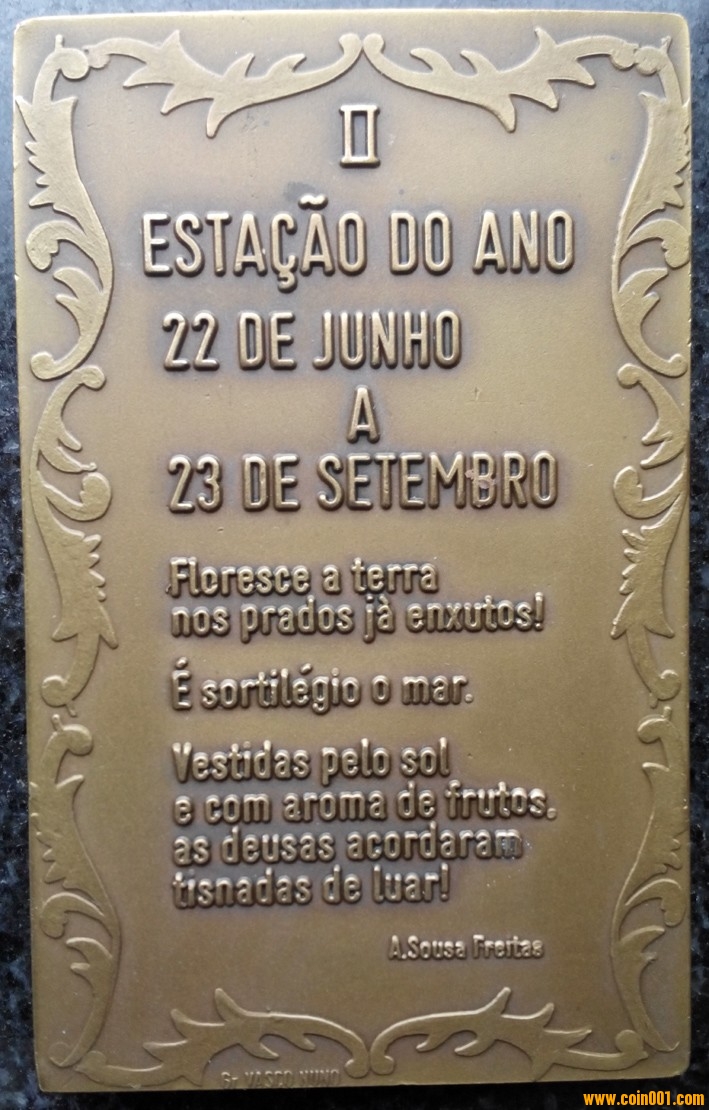 II
ESTAÇÃO DO ANO
22 DE JUNHO
A
23 DE SETEMBRO
Floresce a terra
nos prados jà enxutos!
É sortilégio o mar.
Vestidas pelo sol
e com aroma de frutos.
as deusas acordaram
tisnadas de luar!
A.Sousa Freitas
VASCO NUNO
www.coin001.com